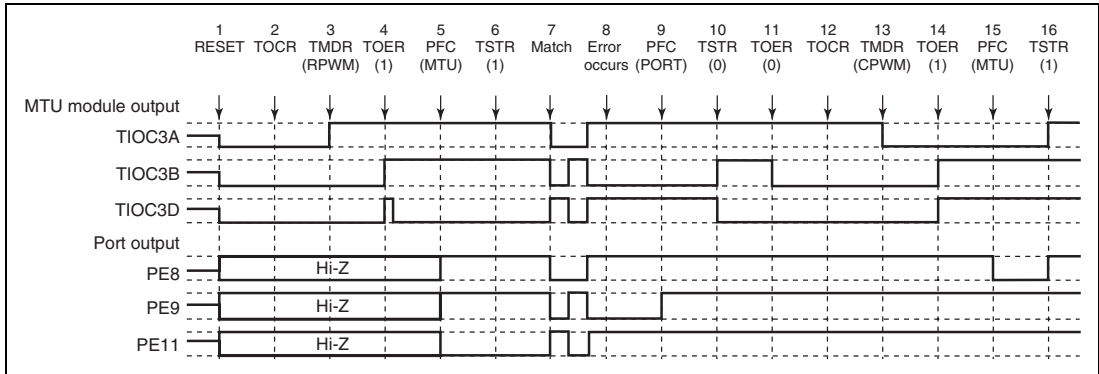 1 2 3 4 5 6 7 8 9 10 11 12 13 14 15 16
RESET TOCR TMDR TOER PFC TSTR Match Error PFC TSTR TOER TOCR TMDR TOER PFC TSTR
(RPWM) (1) (MTU) (1) occurs (PORT) (0) (0) (CPWM) (1) (MTU) (1)
MTU module output
TIOC3A
TIOC3B
TIOC3D
Port output
PE8 Hi-Z
PE9 Hi-Z
PE11 Hi-Z